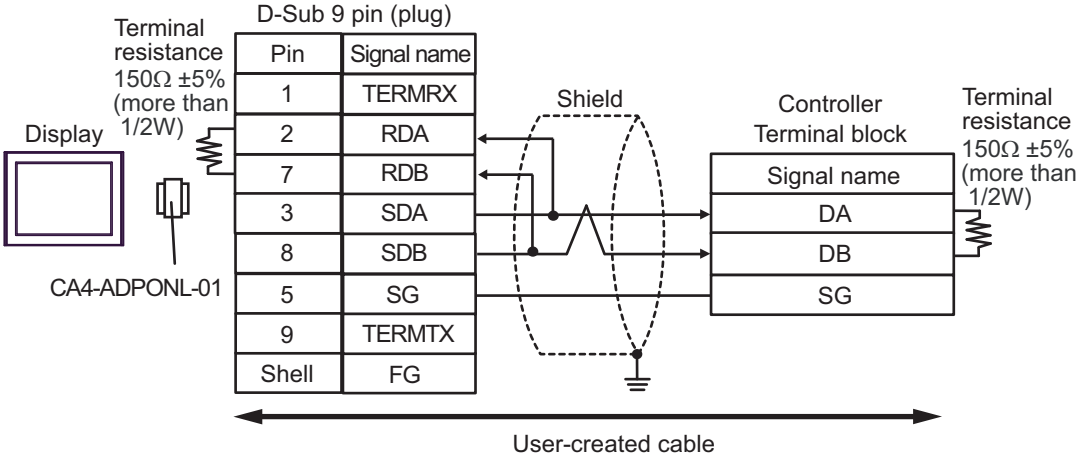 D-Sub 9 pin (plug)
Terminal
resistance
150Ω ±5%
(more than
1/2W)
Display
CA4-ADPONL-01
Pin Signal name
1 TERMRX
2 RDA
7 RDB
3 SDA
8 SDB
5 SG
9 TERMTX
Shell FG
Shield
Controller
Terminal block
Signal name
DA
DB
SG
Terminal
resistance
150Ω ±5%
(more than
1/2W)
User-created cable